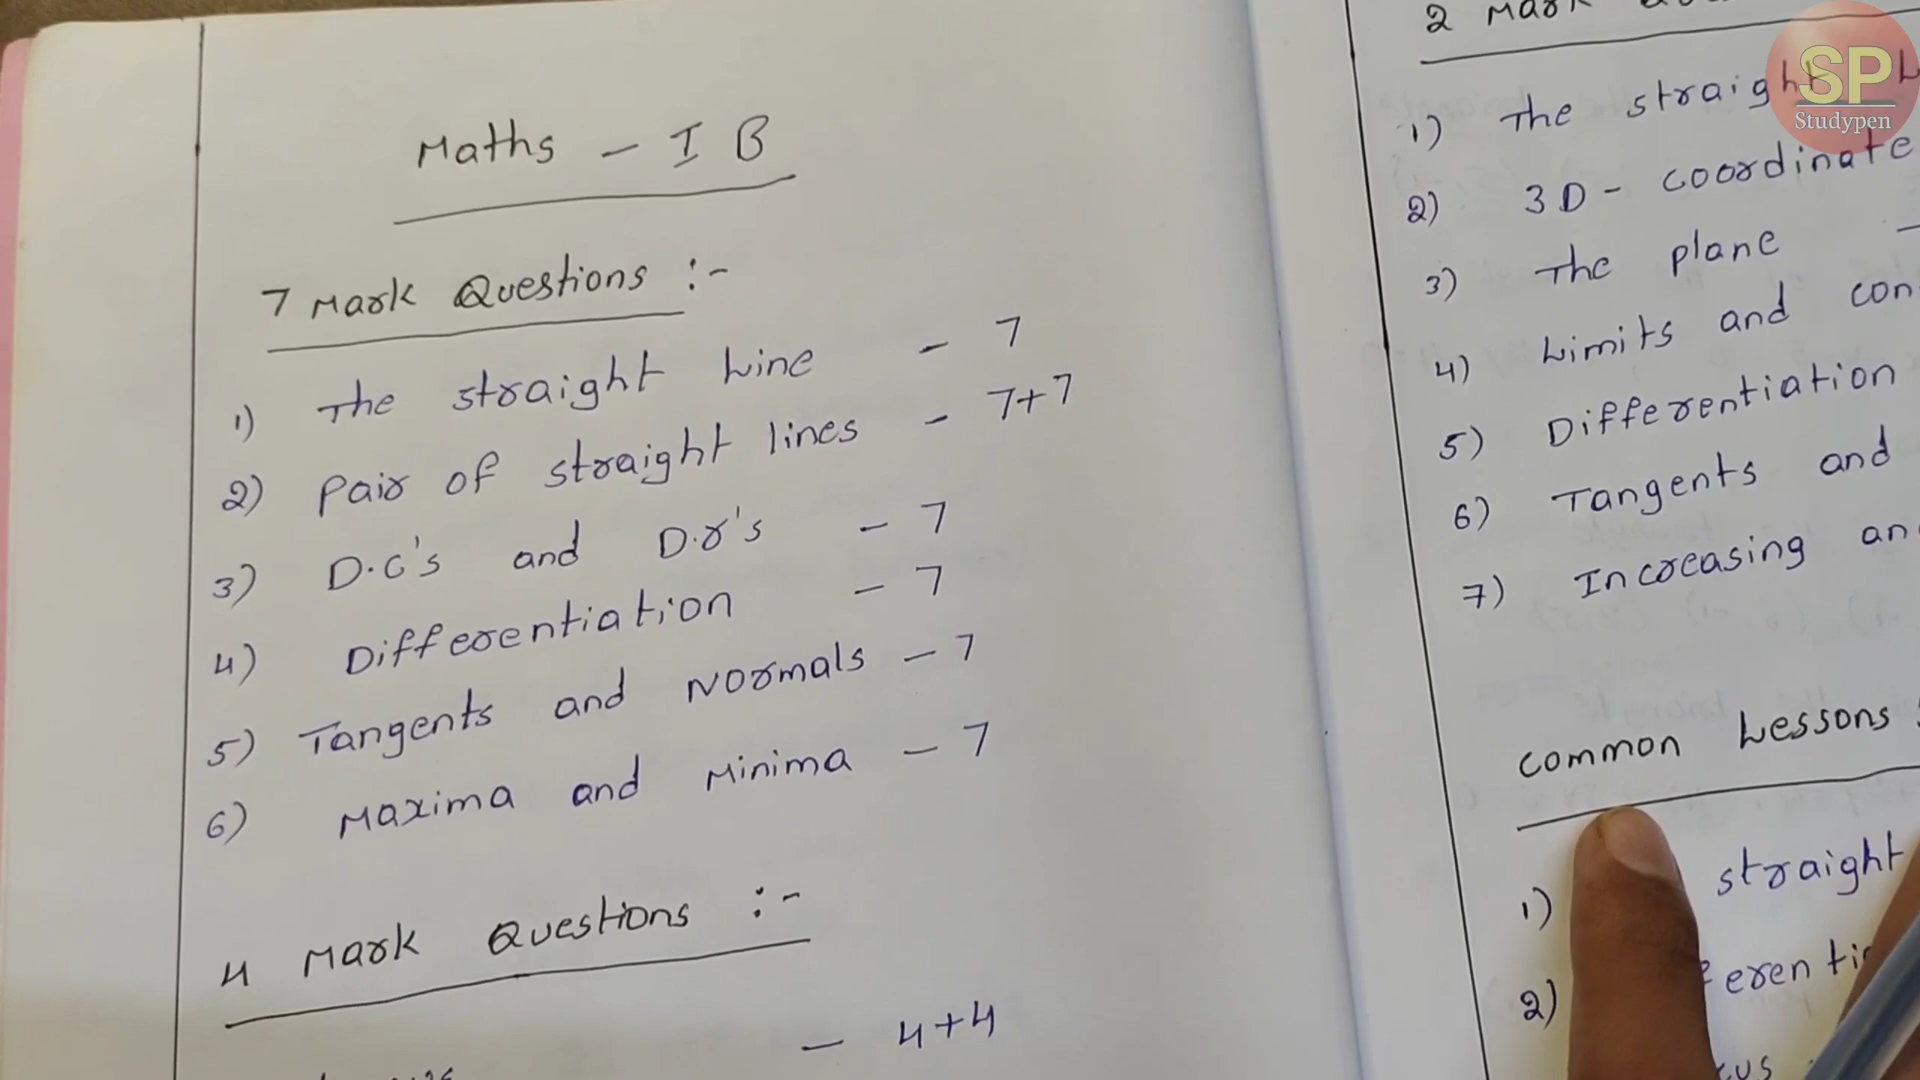 Maths - I B
7 Mark Questions :-
1) The straight Line - 7
2) Pair of straight lines - 7+7
3) D.C's and D.r's - 7
4) Differentiation - 7
5) Tangents and Normals - 7
6) Maxima and Minima - 7
4 Mark Questions :-
- 4+4
2 Mark
1) The straight
2) 3D - coordinate
3) The plane -
4) Limits and
5) Differentiation
6) Tangents and
7) Increasing
Common Lessons :
1) straight
2)
SP
Studypen